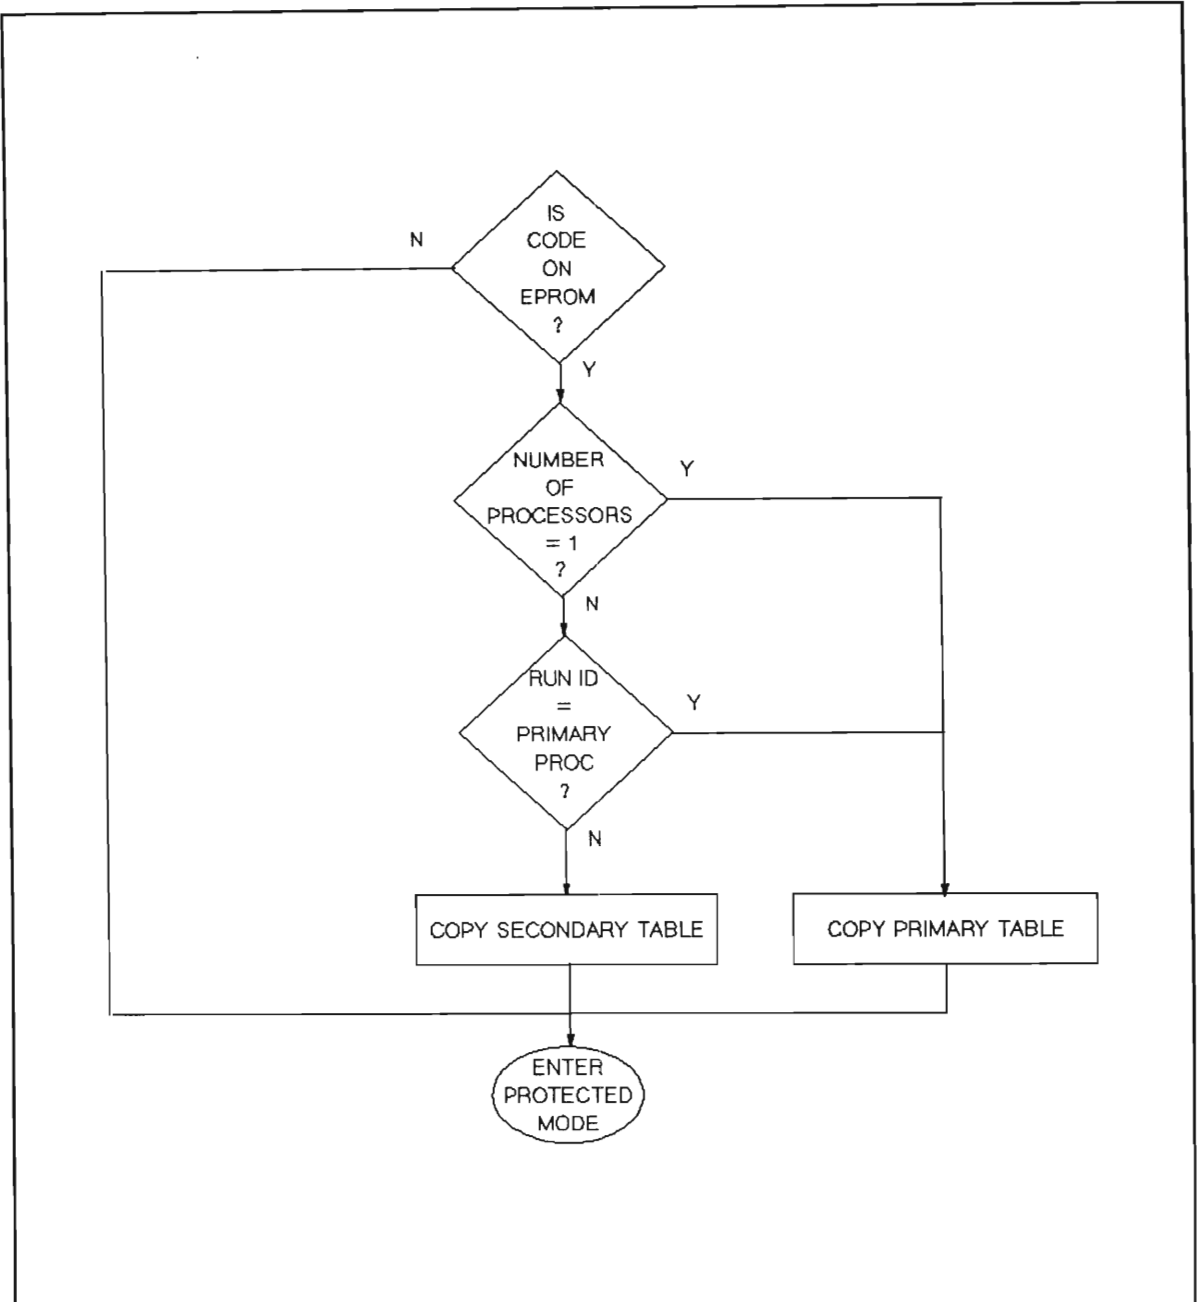 IS
CODE
ON
EPROM
?
N
Y
NUMBER
OF
PROCESSORS
= 1
?
Y
N
RUN ID
=
PRIMARY
PROC
?
Y
N
COPY SECONDARY TABLE
COPY PRIMARY TABLE
ENTER
PROTECTED
MODE